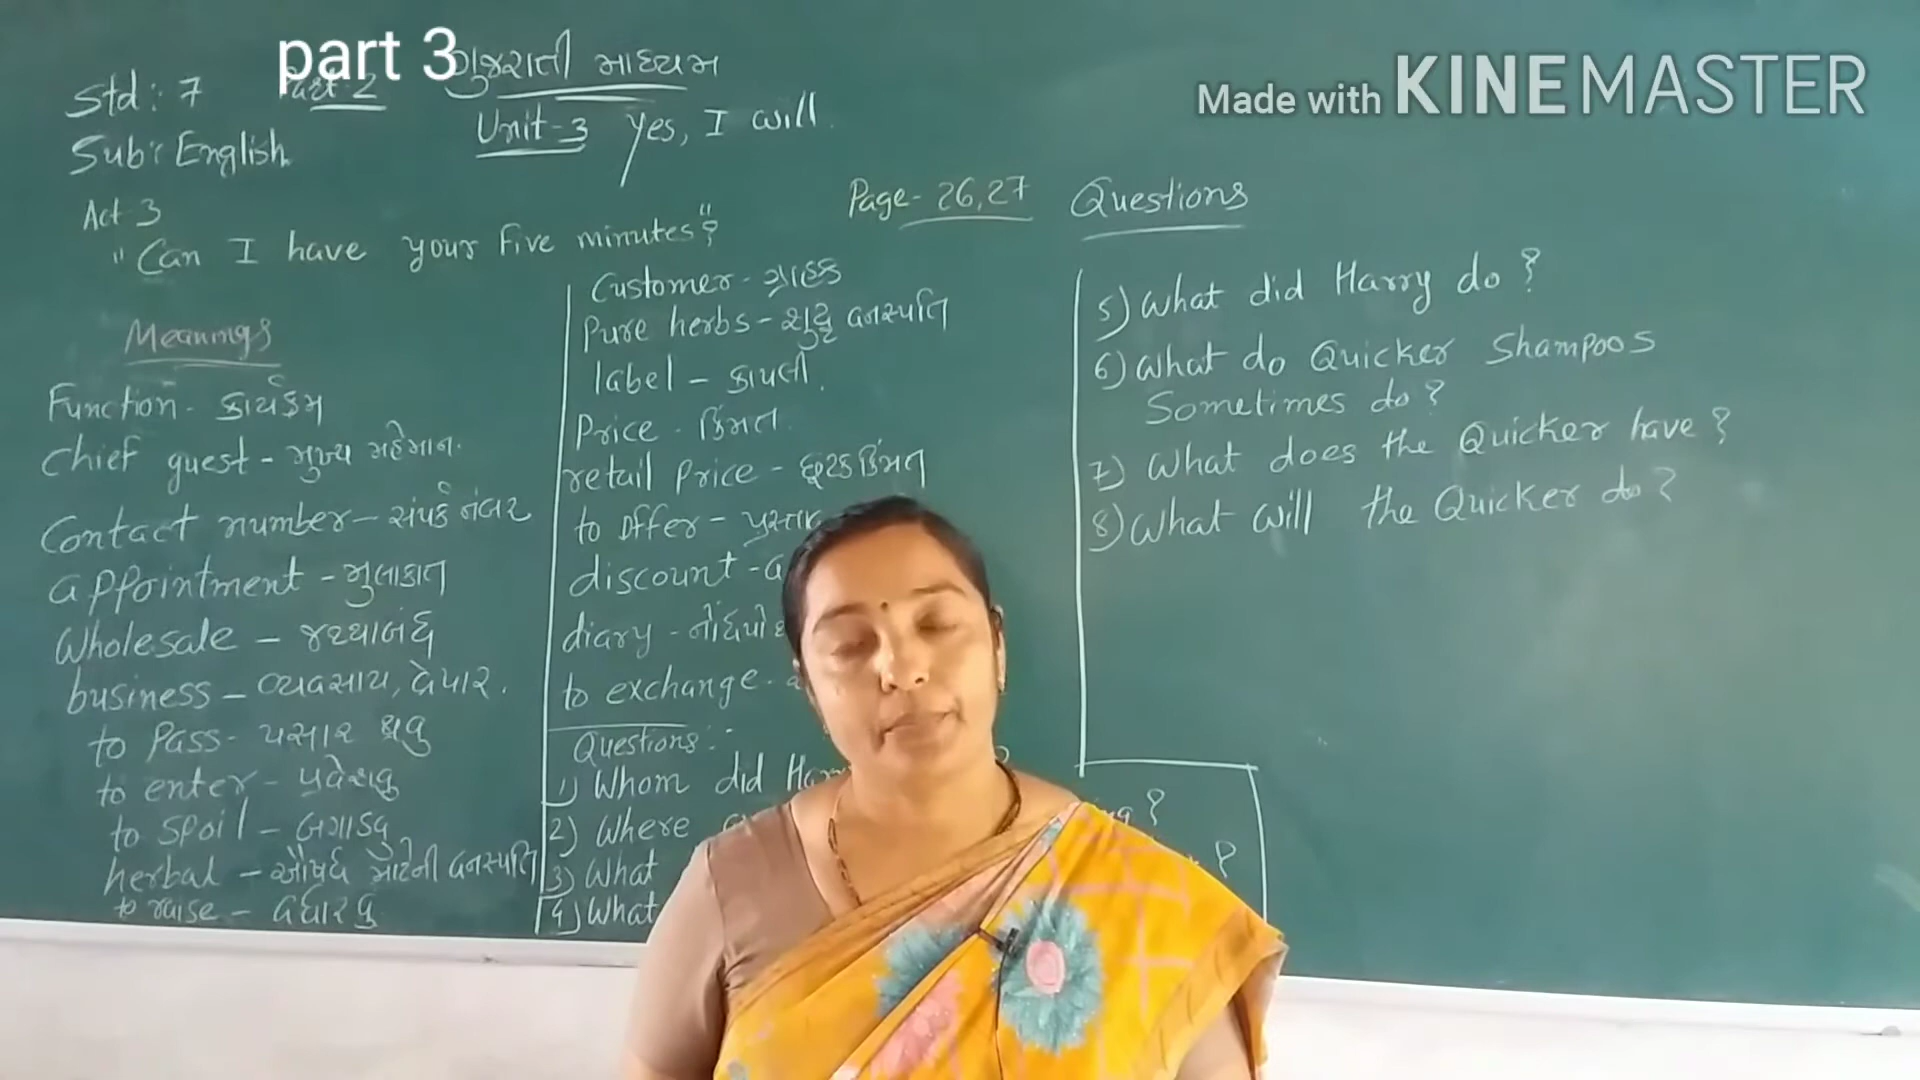 part 3
Made with KINEMASTER
ગુજરાતી માધ્યમ
Std: 7
Part-2
Unit-3 Yes, I will.
Sub: English
Act 3
"Can I have your five minutes?"
Page- 26,27
Meanings
Function - કાર્યક્રમ
Chief guest - મુખ્ય મહેમાન.
Contact number - સંપર્ક નંબર
appointment - મુલાકાત
Wholesale - જથ્થાબંધ
business - વ્યવસાય, વેપાર.
to Pass - પસાર થવુ
to enter - પ્રવેશવુ
to spoil - બગાડવુ
herbal - ઔષધ માટેની વનસ્પતિ
to raise - વધારવુ
Customer - ગ્રાહક
Pure herbs - શુદ્ધ વનસ્પતિ
label - કાપલી.
Price - કિંમત.
retail price - છૂટક કિંમત
to offer -
discount -
diary -
to exchange -
Questions:-
1) Whom did
2) Where
3) What
4) What
?
?
Questions
5) What did Harry do ?
6) What do Quicker Shampoos
Sometimes do ?
7) What does the Quicker have ?
8) What will the Quicker do ?